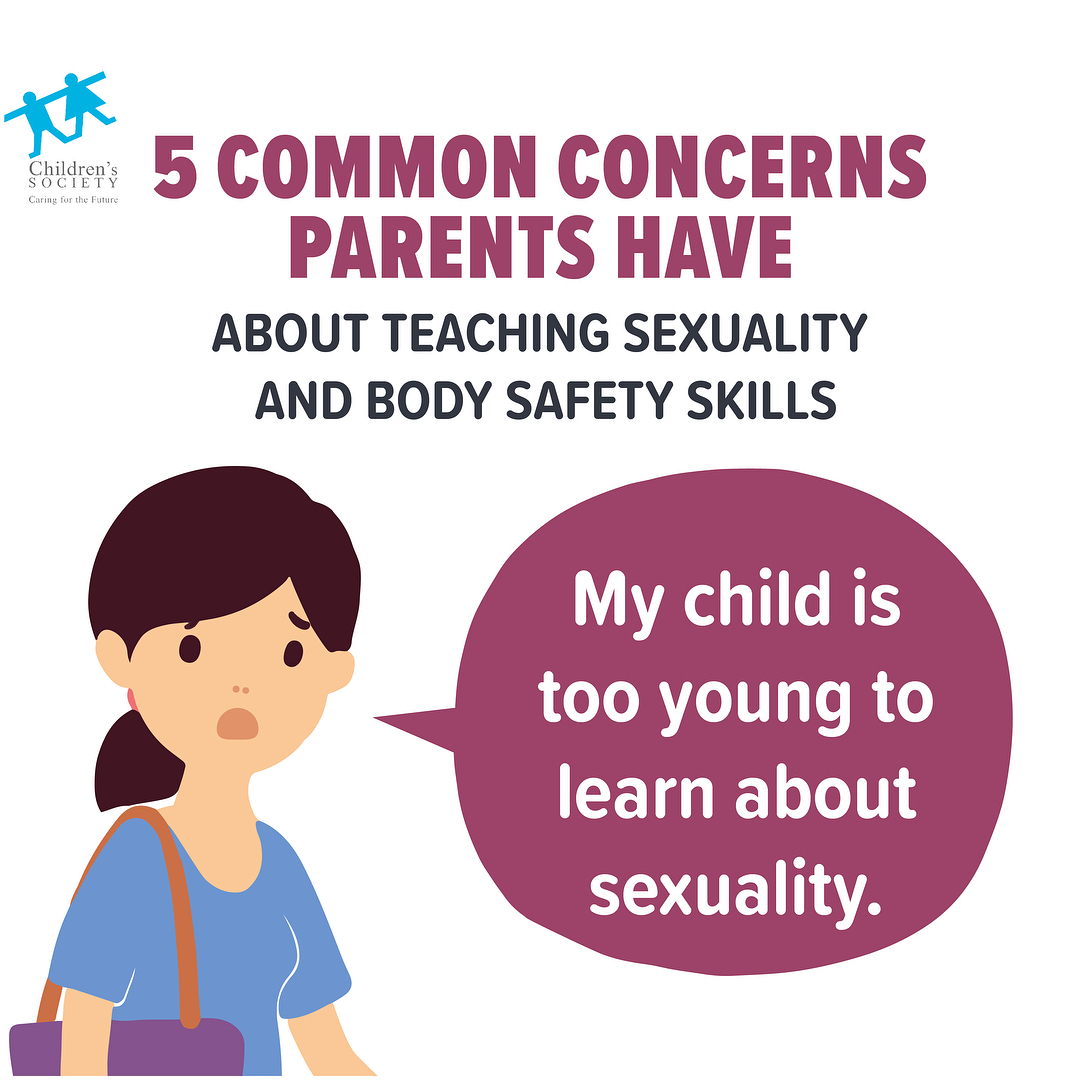 Children's
SOCIETY
Caring for the Future
5 COMMON CONCERNS
PARENTS HAVE
ABOUT TEACHING SEXUALITY
AND BODY SAFETY SKILLS
My child is
too young to
learn about
sexuality.